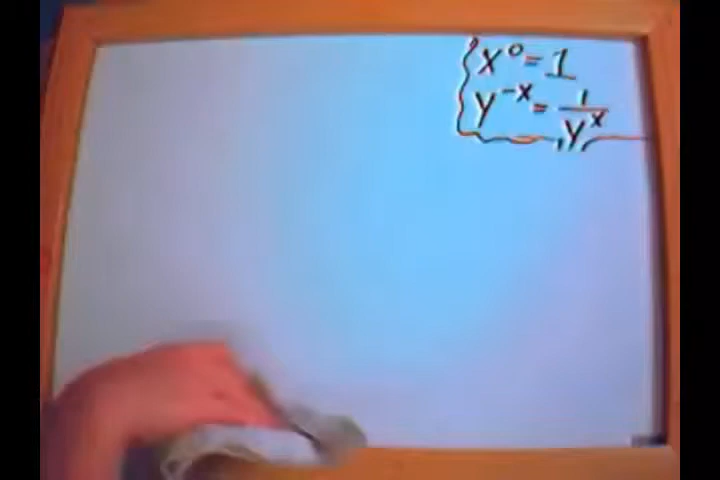 x⁰ = 1
y⁻ˣ = 1/yˣ